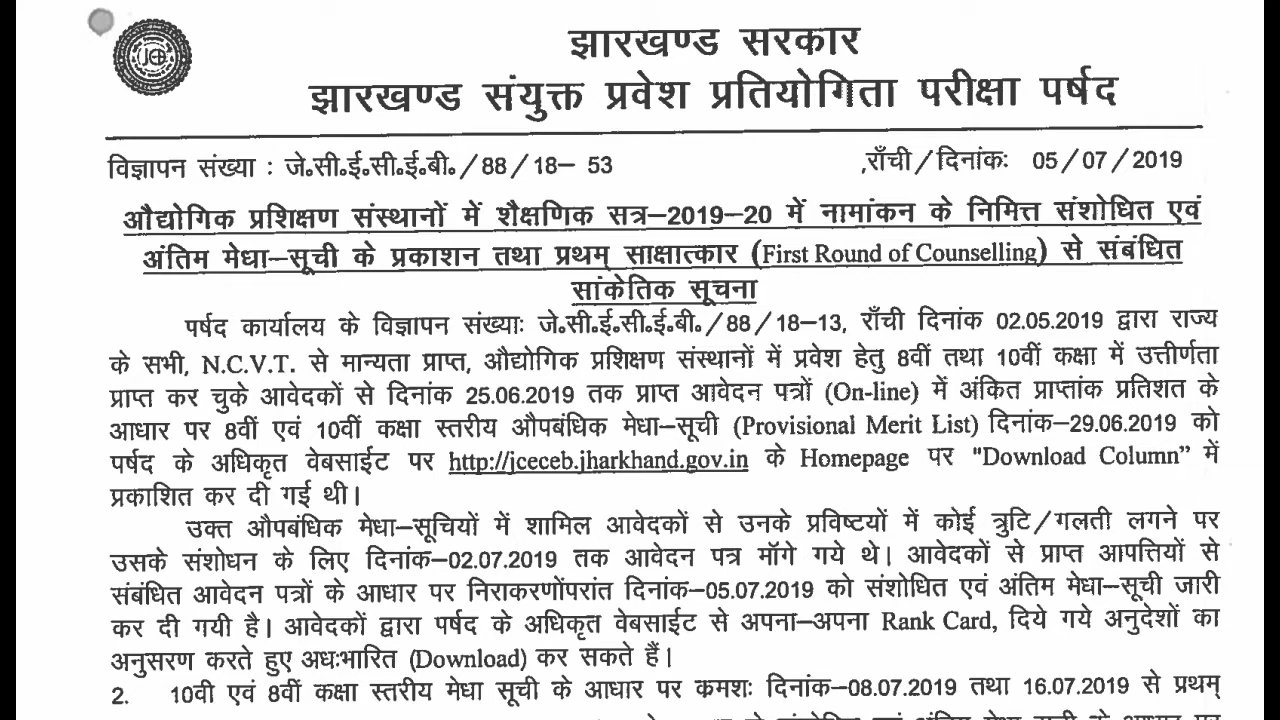 झारखण्ड सरकार
झारखण्ड संयुक्त प्रवेश प्रतियोगिता परीक्षा पर्षद
विज्ञापन संख्या : जे॰सी॰ई॰सी॰ई॰बी॰/88/18– 53 ,राँची/दिनांकः 05/07/2019
औद्योगिक प्रशिक्षण संस्थानों में शैक्षणिक सत्र–2019–20 में नामांकन के निमित्त संशोधित एवं
अंतिम मेधा–सूची के प्रकाशन तथा प्रथम् साक्षात्कार (First Round of Counselling) से संबंधित
सांकेतिक सूचना
पर्षद कार्यालय के विज्ञापन संख्याः जे॰सी॰ई॰सी॰ई॰बी॰/88/18-13, राँची दिनांक 02.05.2019 द्वारा राज्य
के सभी, N.C.V.T. से मान्यता प्राप्त, औद्योगिक प्रशिक्षण संस्थानों में प्रवेश हेतु 8वीं तथा 10वीं कक्षा में उत्तीर्णता
प्राप्त कर चुके आवेदकों से दिनांक 25.06.2019 तक प्राप्त आवेदन पत्रों (On-line) में अंकित प्राप्तांक प्रतिशत के
आधार पर 8वीं एवं 10वीं कक्षा स्तरीय औपबंधिक मेधा–सूची (Provisional Merit List) दिनांक–29.06.2019 को
पर्षद के अधिकृत वेबसाईट पर http://jceceb.jharkhand.gov.in के Homepage पर "Download Column” में
प्रकाशित कर दी गई थी।
उक्त औपबंधिक मेधा–सूचियों में शामिल आवेदकों से उनके प्रविष्टयों में कोई त्रुटि/गलती लगने पर
उसके संशोधन के लिए दिनांक–02.07.2019 तक आवेदन पत्र मॉगे गये थे। आवेदकों से प्राप्त आपत्तियों से
संबंधित आवेदन पत्रों के आधार पर निराकरणोंपरांत दिनांक–05.07.2019 को संशोधित एवं अंतिम मेधा–सूची जारी
कर दी गयी है। आवेदकों द्वारा पर्षद के अधिकृत वेबसाईट से अपना–अपना Rank Card, दिये गये अनुदेशों का
अनुसरण करते हुए अधःभारित (Download) कर सकते हैं।
2. 10वी एवं 8वीं कक्षा स्तरीय मेधा सूची के आधार पर क्रमशः दिनांक–08.07.2019 तथा 16.07.2019 से प्रथम्